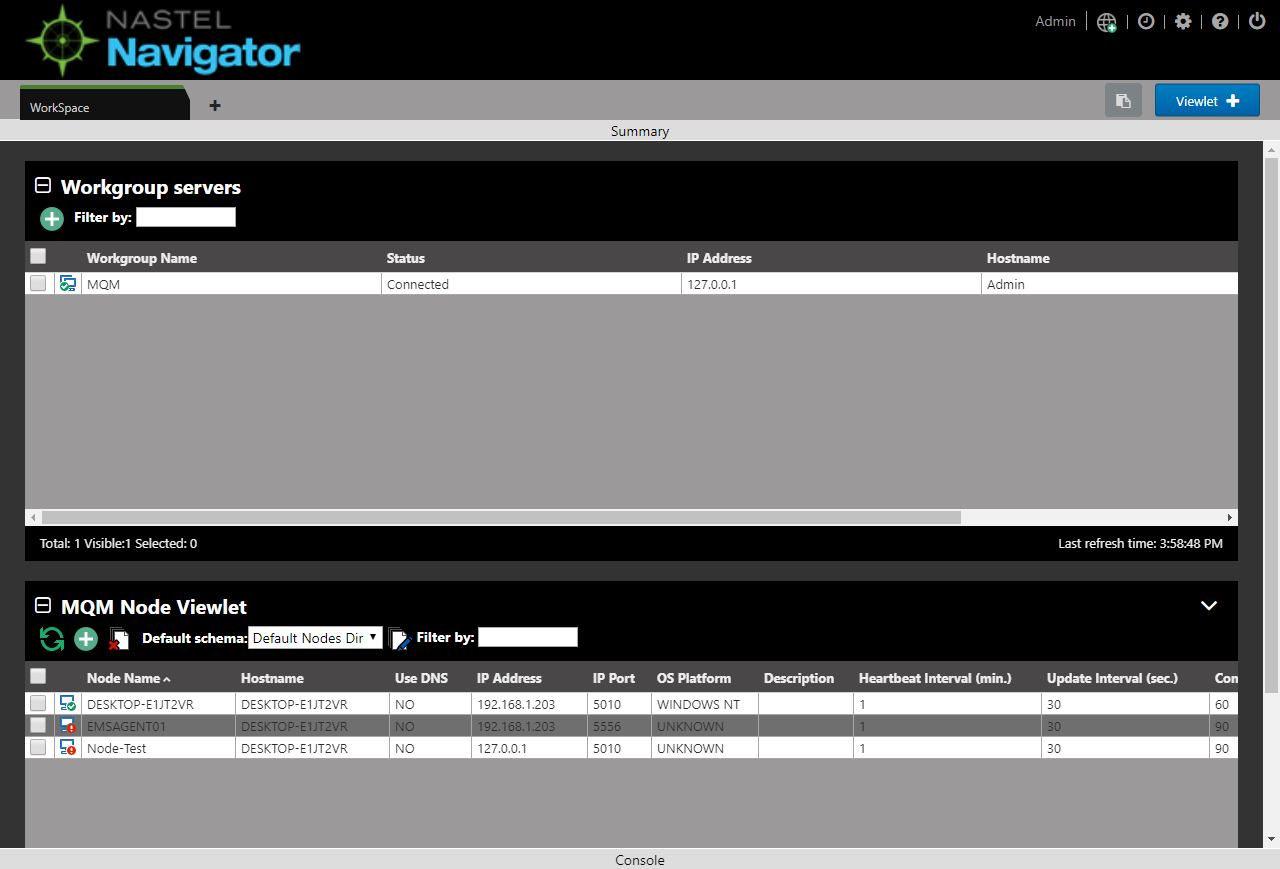 NASTEL
Navigator
Admin
WorkSpace
Viewlet
Summary
Workgroup servers
Filter by:
Workgroup Name Status IP Address Hostname
MQM Connected 127.0.0.1 Admin
Total: 1 Visible:1 Selected: 0 Last refresh time: 3:58:48 PM
MQM Node Viewlet
Default schema: Default Nodes Dir Filter by:
Node Name Hostname Use DNS IP Address IP Port OS Platform Description Heartbeat Interval (min.) Update Interval (sec.) Con
DESKTOP-E1JT2VR DESKTOP-E1JT2VR NO 192.168.1.203 5010 WINDOWS NT 1 30 60
EMSAGENT01 DESKTOP-E1JT2VR NO 192.168.1.203 5556 UNKNOWN 1 30 90
Node-Test DESKTOP-E1JT2VR NO 127.0.0.1 5010 UNKNOWN 1 30 90
Console